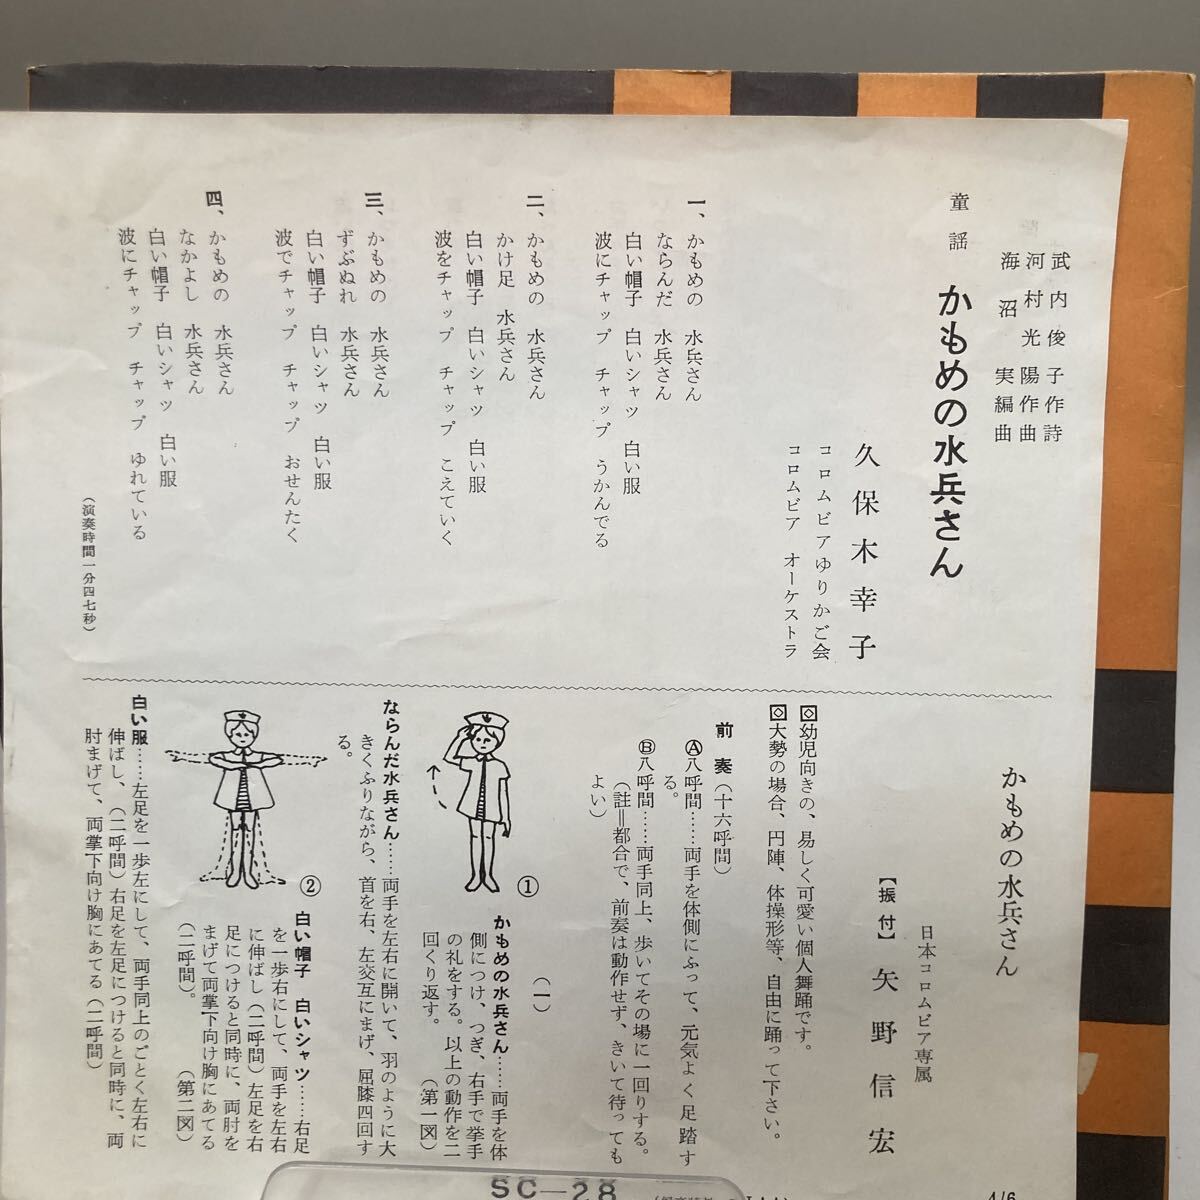 武内俊子作詩
河村光陽作曲
海沼 実編曲
童謡 かもめの水兵さん
久保木幸子
コロムビアゆりかご会
コロムビア オーケストラ
一、かもめの 水兵さん
ならんだ 水兵さん
白い帽子 白いシャツ 白い服
波にチャップ チャップ うかんでる
二、かもめの 水兵さん
かけ足 水兵さん
白い帽子 白いシャツ 白い服
波をチャップ チャップ こえていく
三、かもめの 水兵さん
ずぶぬれ 水兵さん
白い帽子 白いシャツ 白い服
波でチャップ チャップ おせんたく
四、かもめの 水兵さん
なかよし 水兵さん
白い帽子 白いシャツ 白い服
波にチャップ チャップ ゆれている
(演奏時間一分四七秒)
かもめの水兵さん
日本コロムビア専属
【振付】矢野信宏
◇幼児向きの、易しく可愛い個人舞踊です。
◇大勢の場合、円陣、体操形等、自由に踊って下さい。
前 奏(十六呼間)
Ⓐ八呼間……両手を体側にふって、元気よく足踏す
る。
Ⓑ八呼間……両手同上、歩いてその場に一回りする。
(註=都合で、前奏は動作せず、きいて待っても
よい)
(一)
①
かもめの水兵さん……両手を体
側につけ、つぎ、右手で挙手
の礼をする。以上の動作を二
回くり返す。 (第一図)
ならんだ水兵さん……両手を左右に開いて、羽のように大
きくふりながら、首を右、左交互にまげ、屈膝四回す
る。
②
白い帽子 白いシャツ……右足
を一歩右にして、両手を左右
に伸ばし(二呼間)左足を右
足につけると同時に、両肘を
まげて両掌下向け胸にあてる
(二呼間)。 (第二図)
白い服……左足を一歩左にして、両手同上のごとく左右に
伸ばし、(二呼間)右足を左足につけると同時に、両
肘まげて、両掌下向け胸にあてる(二呼間)
SC-28
4/6